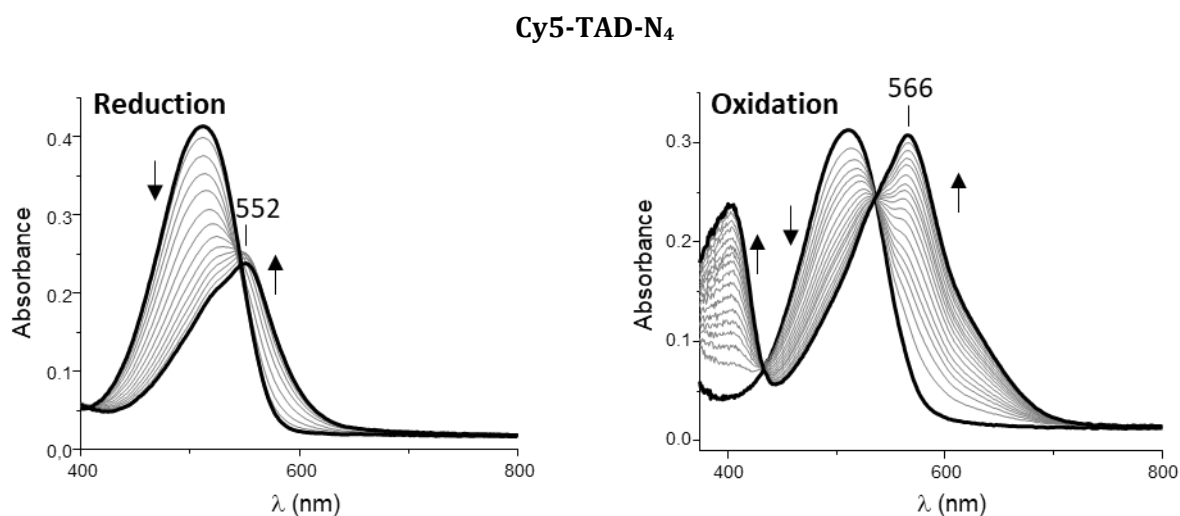 Cy5-TAD-N₄
Reduction
552
0.4
0.3
0.2
0.1
0,0
400
600
800
Absorbance
λ (nm)
Oxidation
566
0.3
0.2
0.1
0.0
400
600
800
Absorbance
λ (nm)